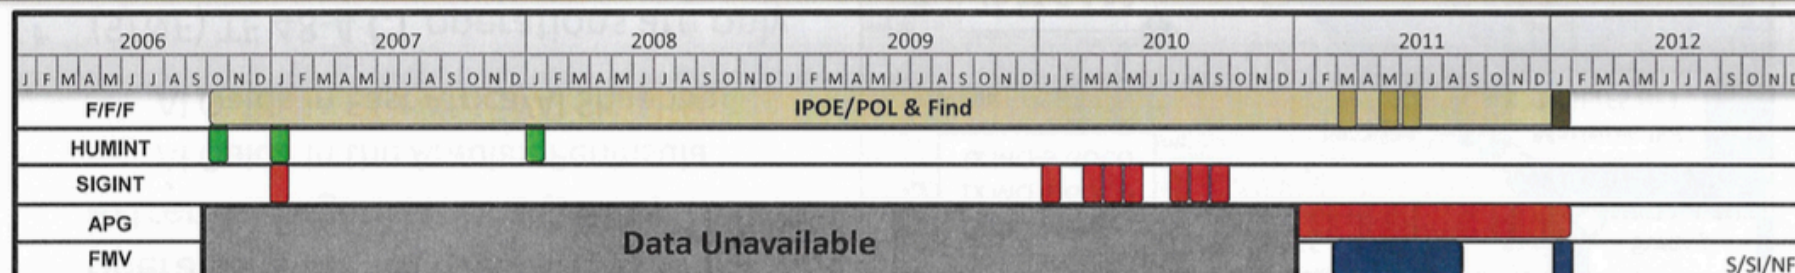 2006 2007 2008 2009 2010 2011 2012
J F M A M J J A S O N D J F M A M J J A S O N D J F M A M J J A S O N D J F M A M J J A S O N D J F M A M J J A S O N D J F M A M J J A S O N D J F M A M J J A S O N D
F/F/F IPOE/POL & Find
HUMINT
SIGINT
APG
Data Unavailable
FMV
S/SI/NF